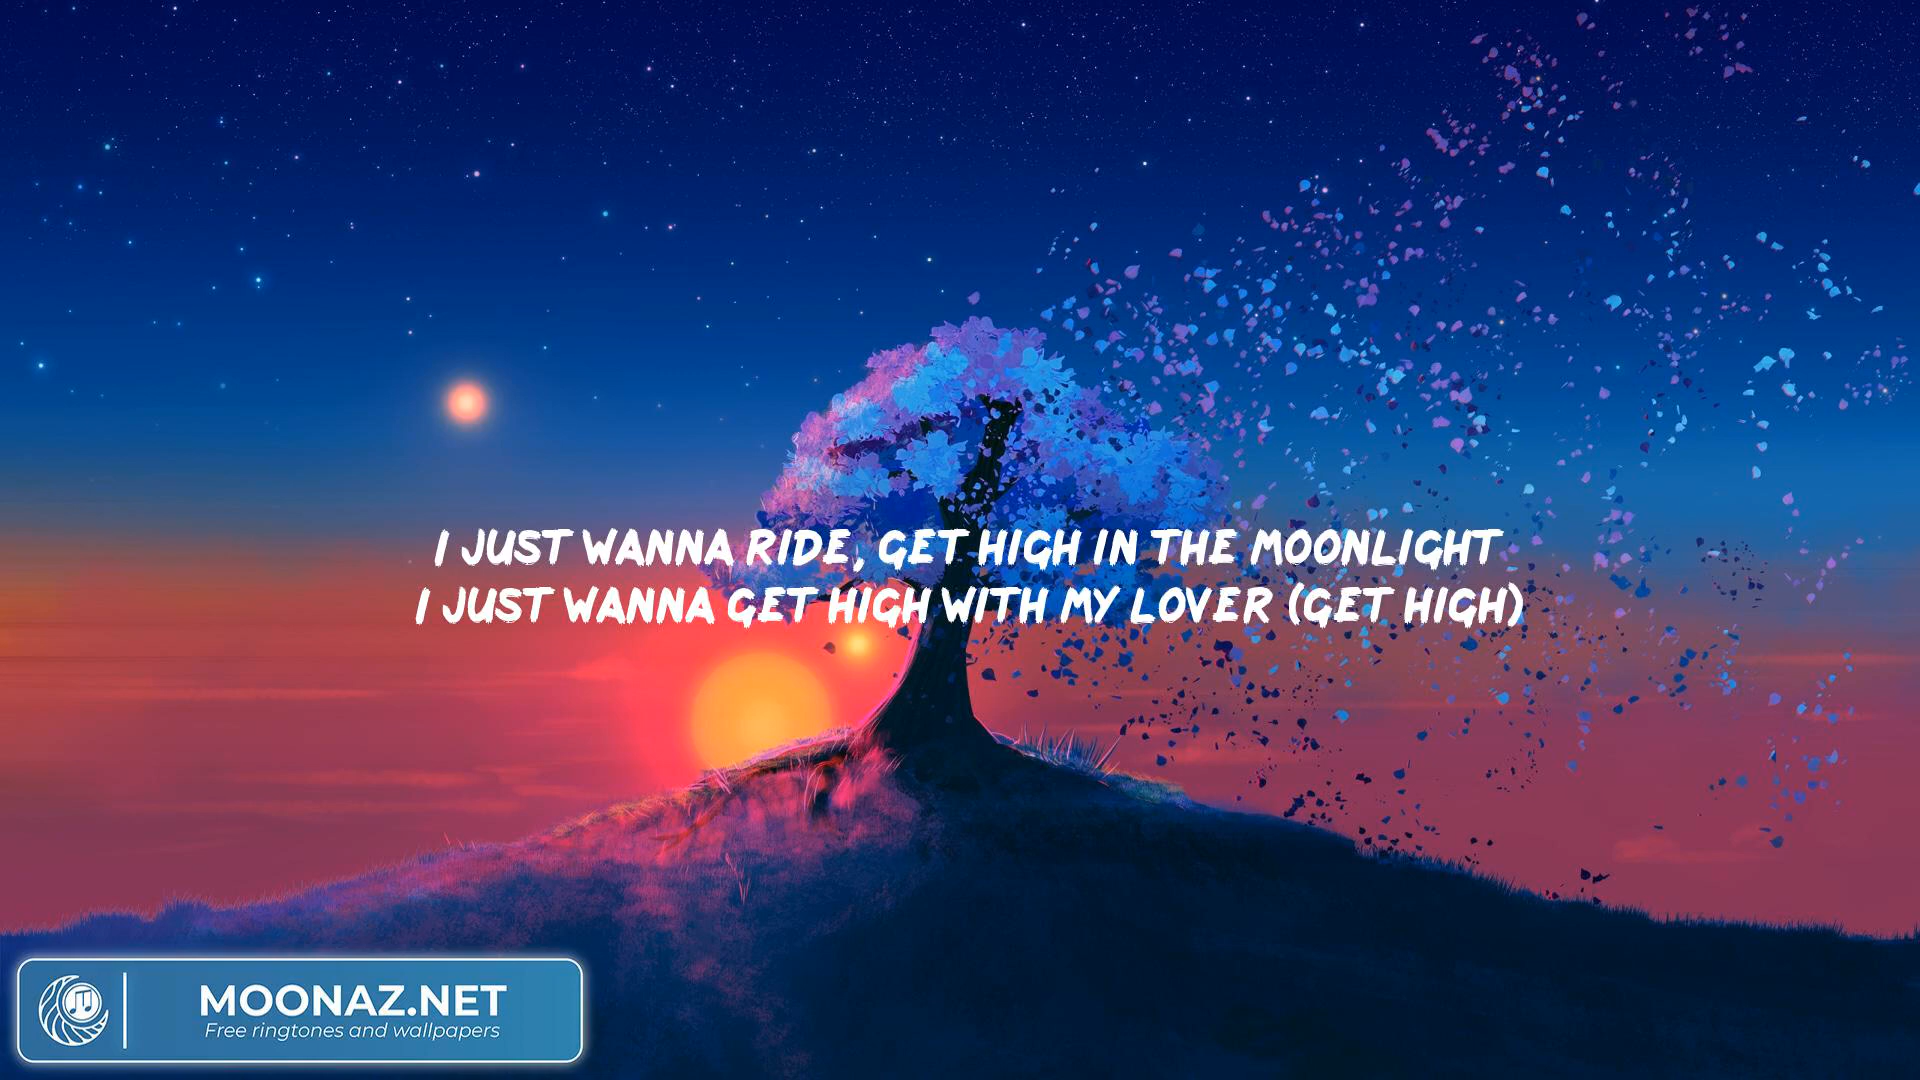 I JUST WANNA RIDE, GET HIGH IN THE MOONLIGHT
I JUST WANNA GET HIGH WITH MY LOVER (GET HIGH)
MOONAZ.NET
Free ringtones and wallpapers